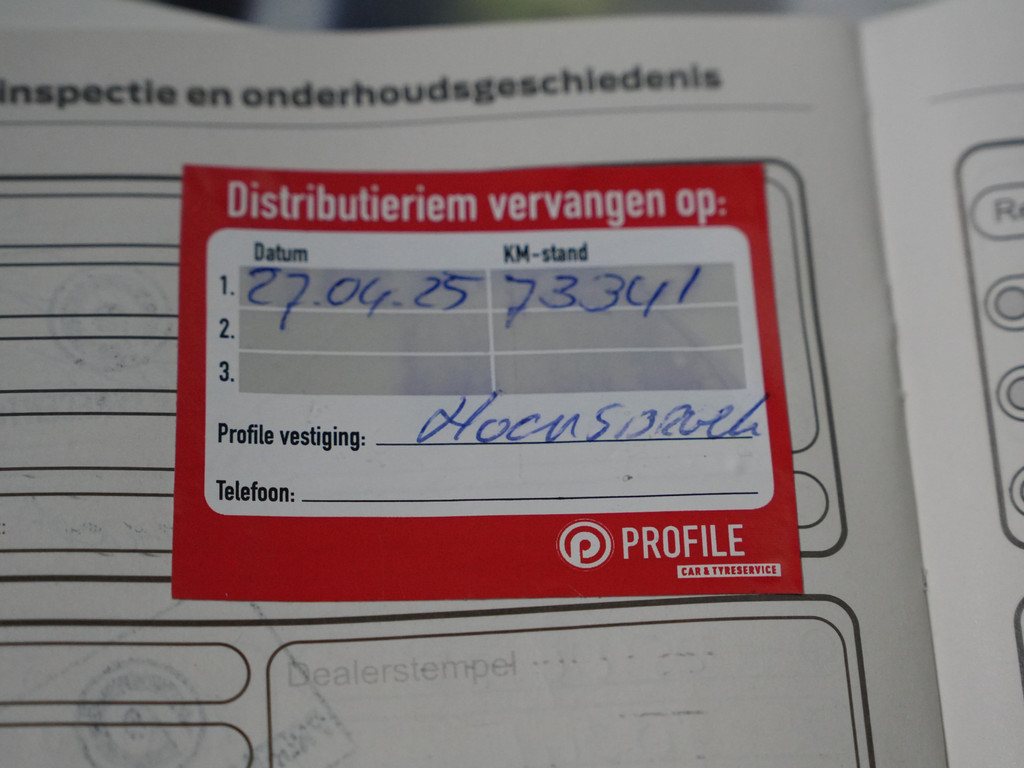 inspectie en onderhoudsgeschiedenis
Distributieriem vervangen op:
Datum KM-stand
1. 27.04.25 73341
2.
3.
Profile vestiging: Hoensbroek
Telefoon:
PROFILE
CAR & TYRESERVICE
Dealerstempel